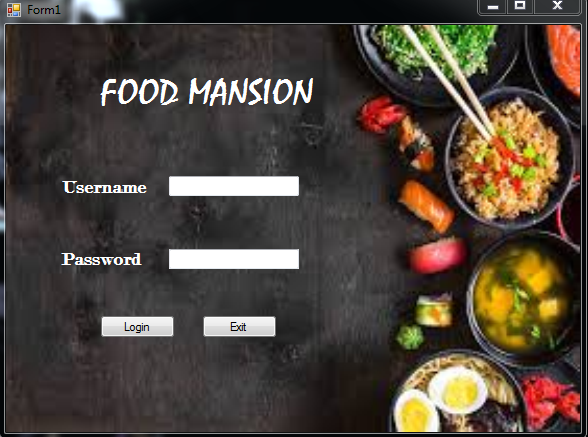 Form1
FOOD MANSION
Username
Password
Login Exit